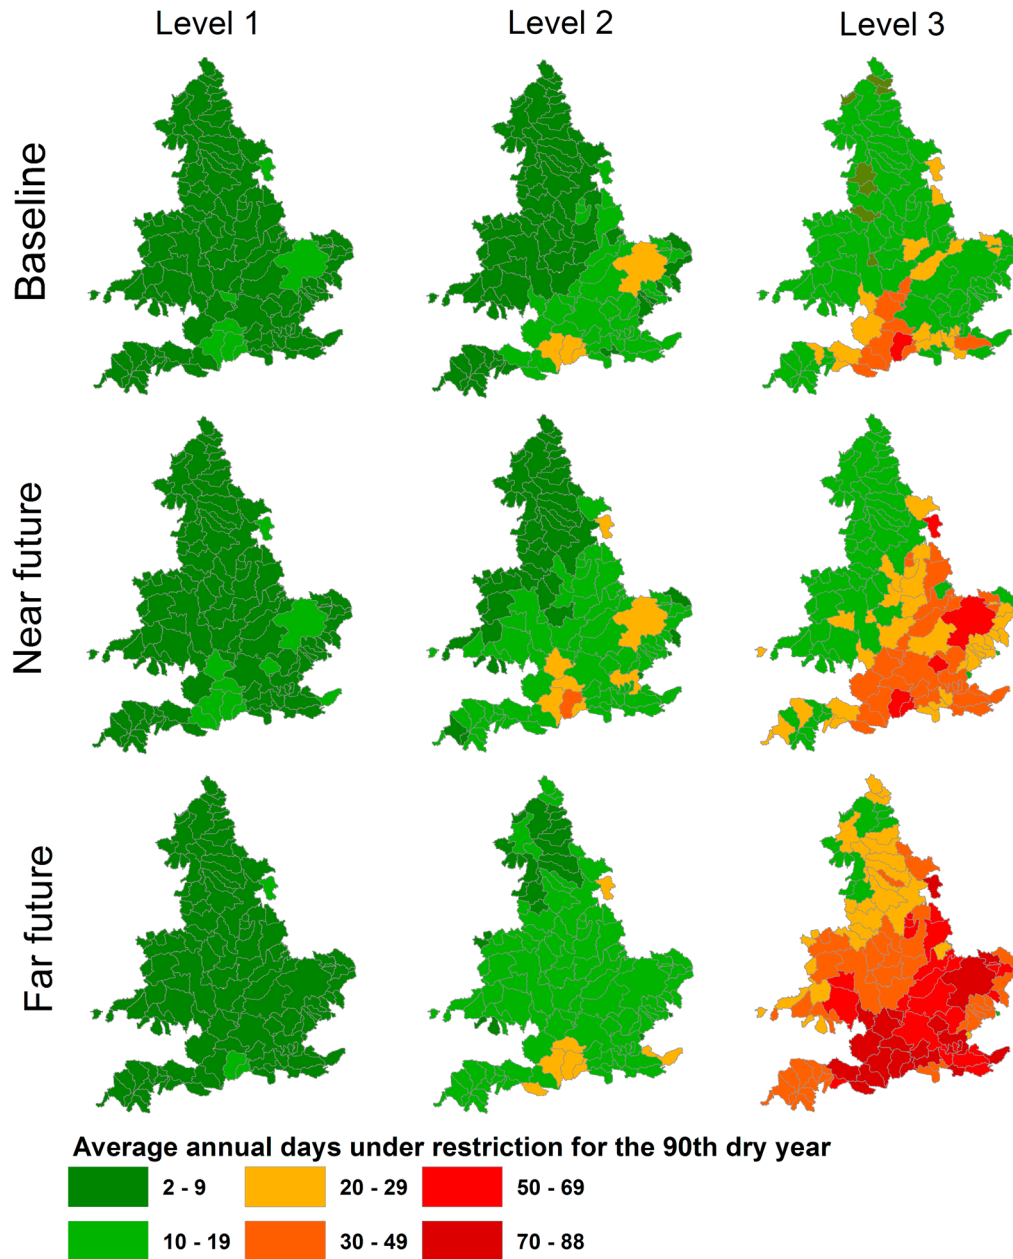 Level 1 Level 2 Level 3
Baseline
Near future
Far future
Average annual days under restriction for the 90th dry year
2 - 9 20 - 29 50 - 69
10 - 19 30 - 49 70 - 88